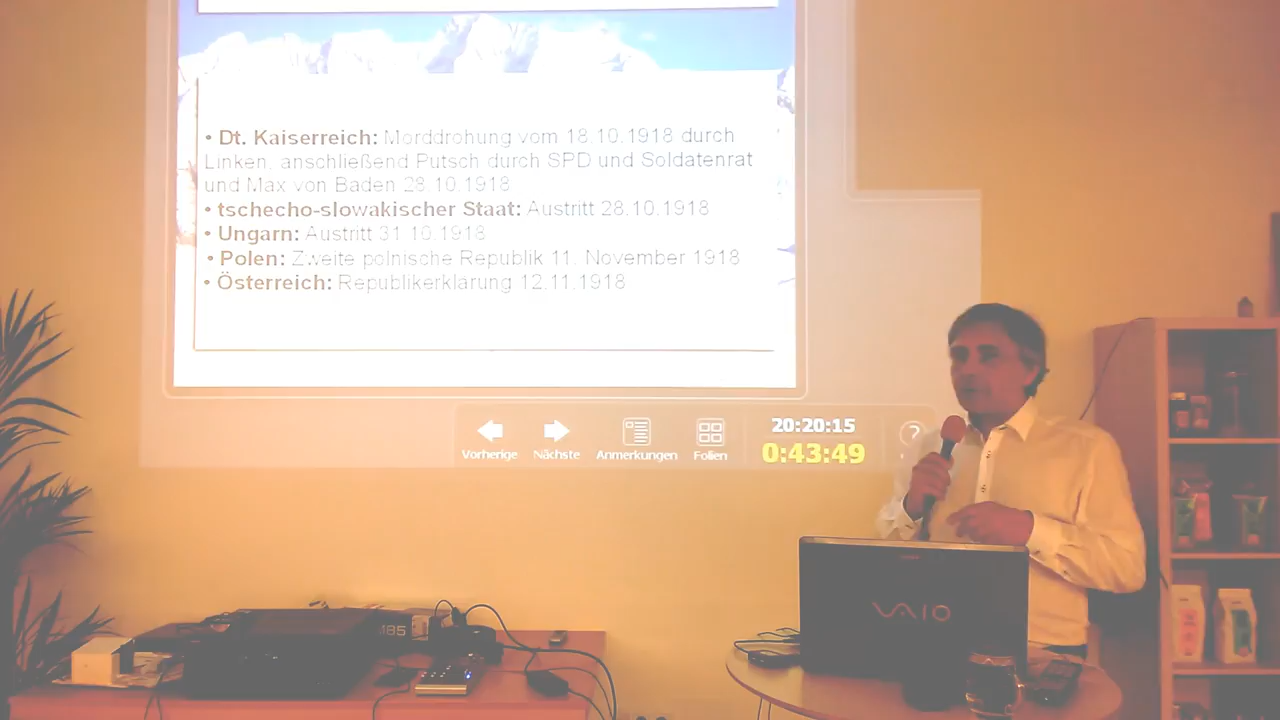 • Dt. Kaiserreich: Morddrohung vom 18.10.1918 durch
Linken, anschließend Putsch durch SPD und Soldatenrat
und Max von Baden 28.10.1918
• tschecho-slowakischer Staat: Austritt 28.10.1918
• Ungarn: Austritt 31.10.1918
• Polen: Zweite polnische Republik 11. November 1918
• Österreich: Republikerklärung 12.11.1918
Vorherige
Nächste
Anmerkungen
Folien
20:20:15
0:43:49
?
VAIO